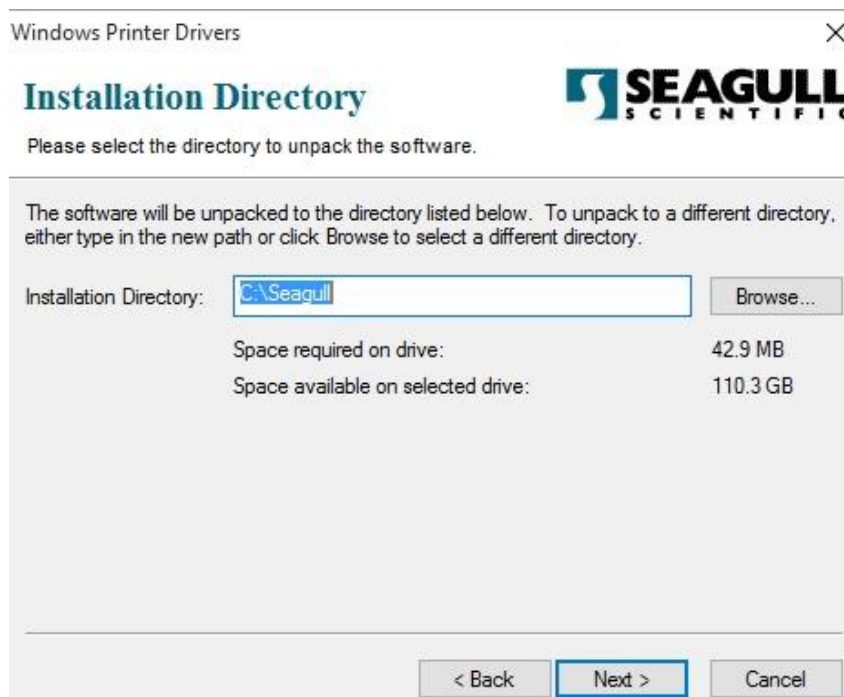 Windows Printer Drivers
Installation Directory
SEAGULL
SCIENTIFIC
Please select the directory to unpack the software.
The software will be unpacked to the directory listed below. To unpack to a different directory,
either type in the new path or click Browse to select a different directory.
Installation Directory: C:\Seagull Browse...
Space required on drive: 42.9 MB
Space available on selected drive: 110.3 GB
< Back Next > Cancel